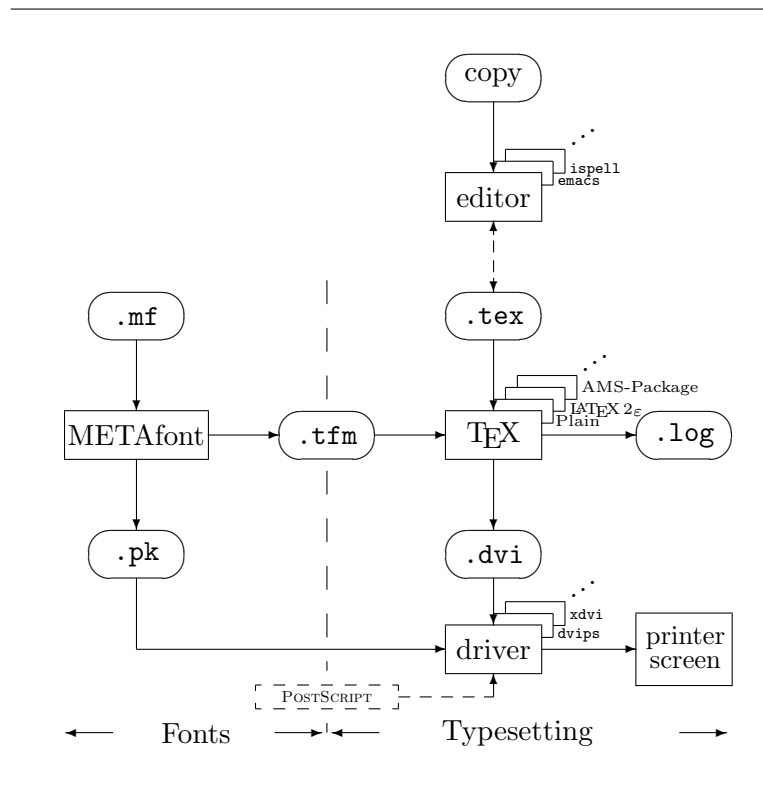 copy
ispell
emacs
editor
.mf
.tex
AMS-Package
LATEX 2ε
Plain
METAfont
.tfm
TEX
.log
.pk
.dvi
xdvi
dvips
driver
printer
screen
POSTSCRIPT
Fonts
Typesetting